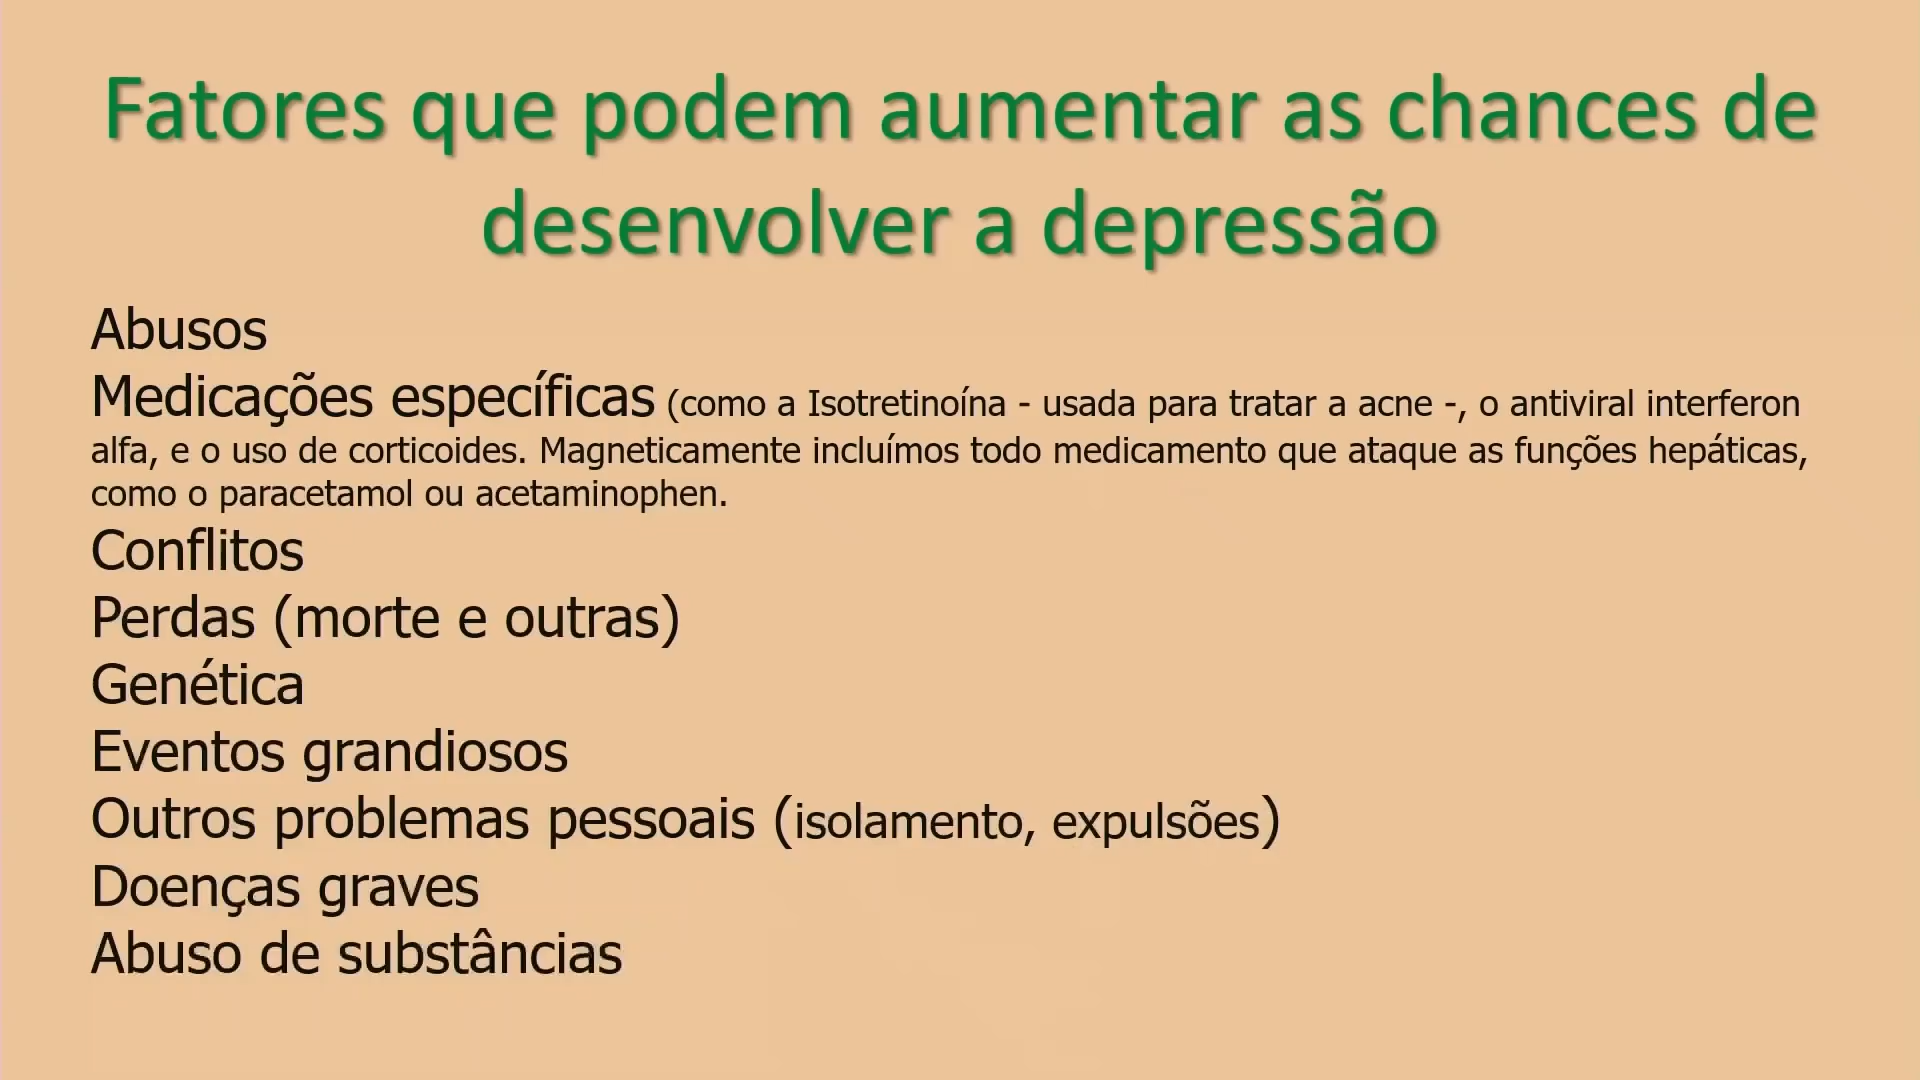 Fatores que podem aumentar as chances de
desenvolver a depressão
Abusos
Medicações específicas (como a Isotretinoína - usada para tratar a acne -, o antiviral interferon
alfa, e o uso de corticoides. Magneticamente incluímos todo medicamento que ataque as funções hepáticas,
como o paracetamol ou acetaminophen.
Conflitos
Perdas (morte e outras)
Genética
Eventos grandiosos
Outros problemas pessoais (isolamento, expulsões)
Doenças graves
Abuso de substâncias